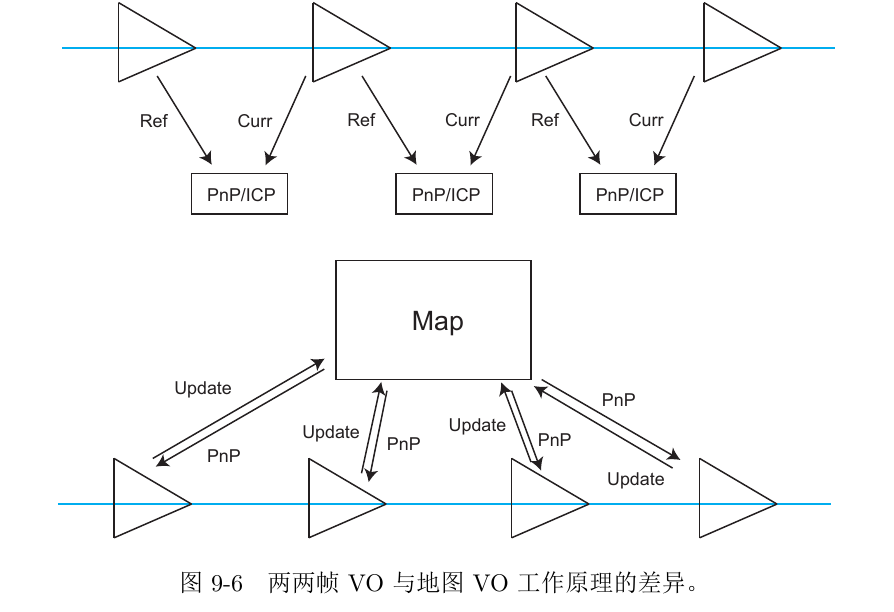 Ref Curr Ref Curr Ref Curr
PnP/ICP PnP/ICP PnP/ICP
Map
Update PnP Update PnP Update PnP PnP Update
图 9-6 两两帧 VO 与地图 VO 工作原理的差异。